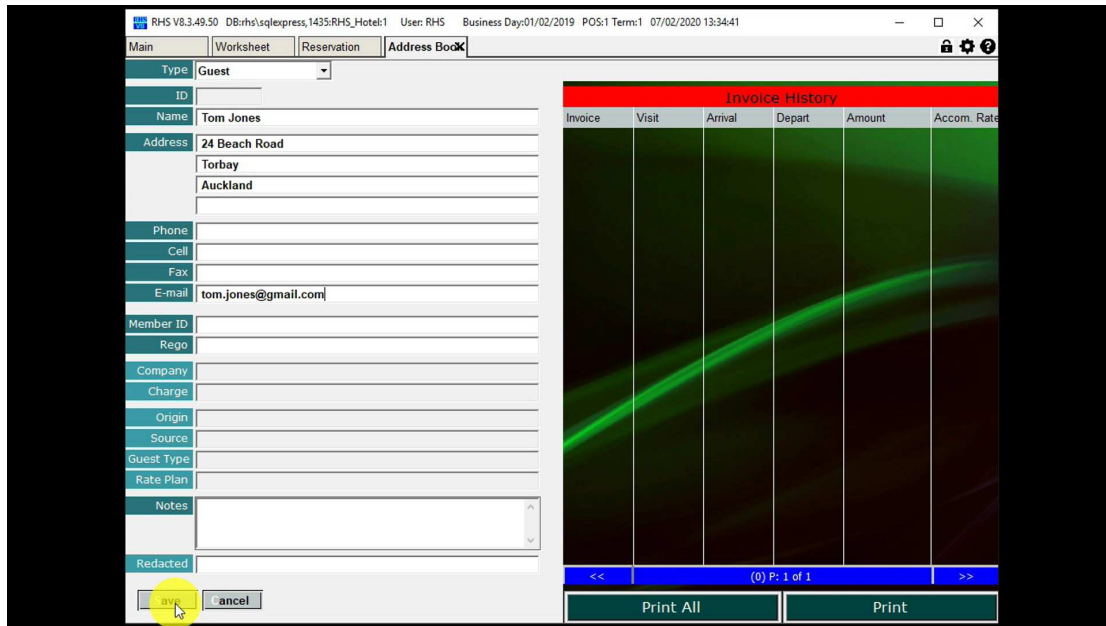 RHS V8.3.49.50 DB:rhs\sqlexpress,1435:RHS_Hotel:1 User: RHS Business Day:01/02/2019 POS:1 Term:1 07/02/2020 13:34:41
Main Worksheet Reservation Address Book
Type Guest
ID
Name Tom Jones
Address 24 Beach Road
Torbay
Auckland
Phone
Cell
Fax
E-mail tom.jones@gmail.com
Member ID
Rego
Company
Charge
Origin
Source
Guest Type
Rate Plan
Notes
Redacted
Save Cancel
Invoice History
Invoice Visit Arrival Depart Amount Accom. Rate
<< (0) P: 1 of 1 >>
Print All Print